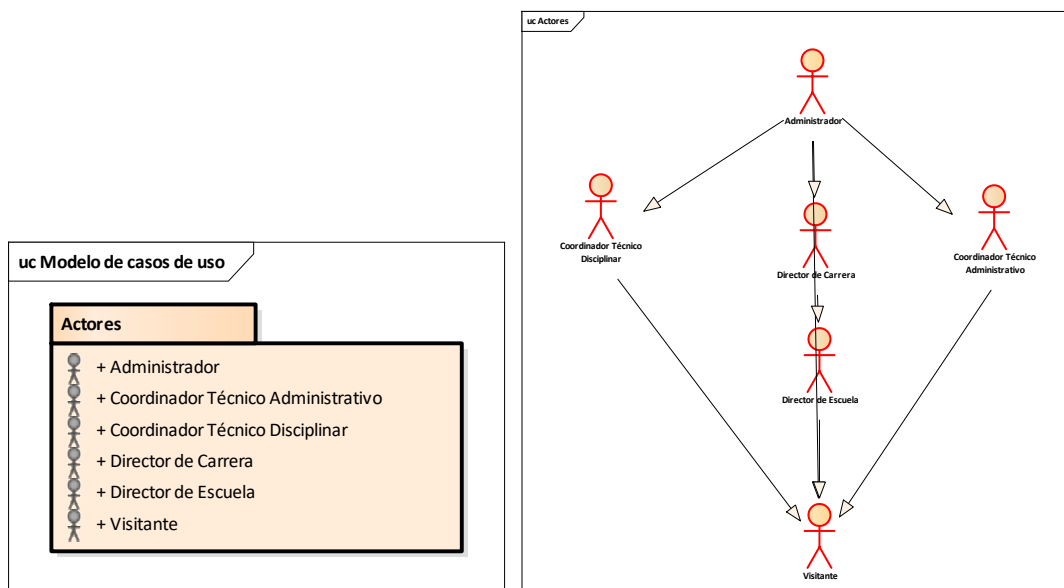 uc Modelo de casos de uso
Actores
+ Administrador
+ Coordinador Técnico Administrativo
+ Coordinador Técnico Disciplinar
+ Director de Carrera
+ Director de Escuela
+ Visitante
uc Actores
Administrador
Coordinador Técnico
Disciplinar
Director de Carrera
Coordinador Técnico
Administrativo
Director de Escuela
Visitante